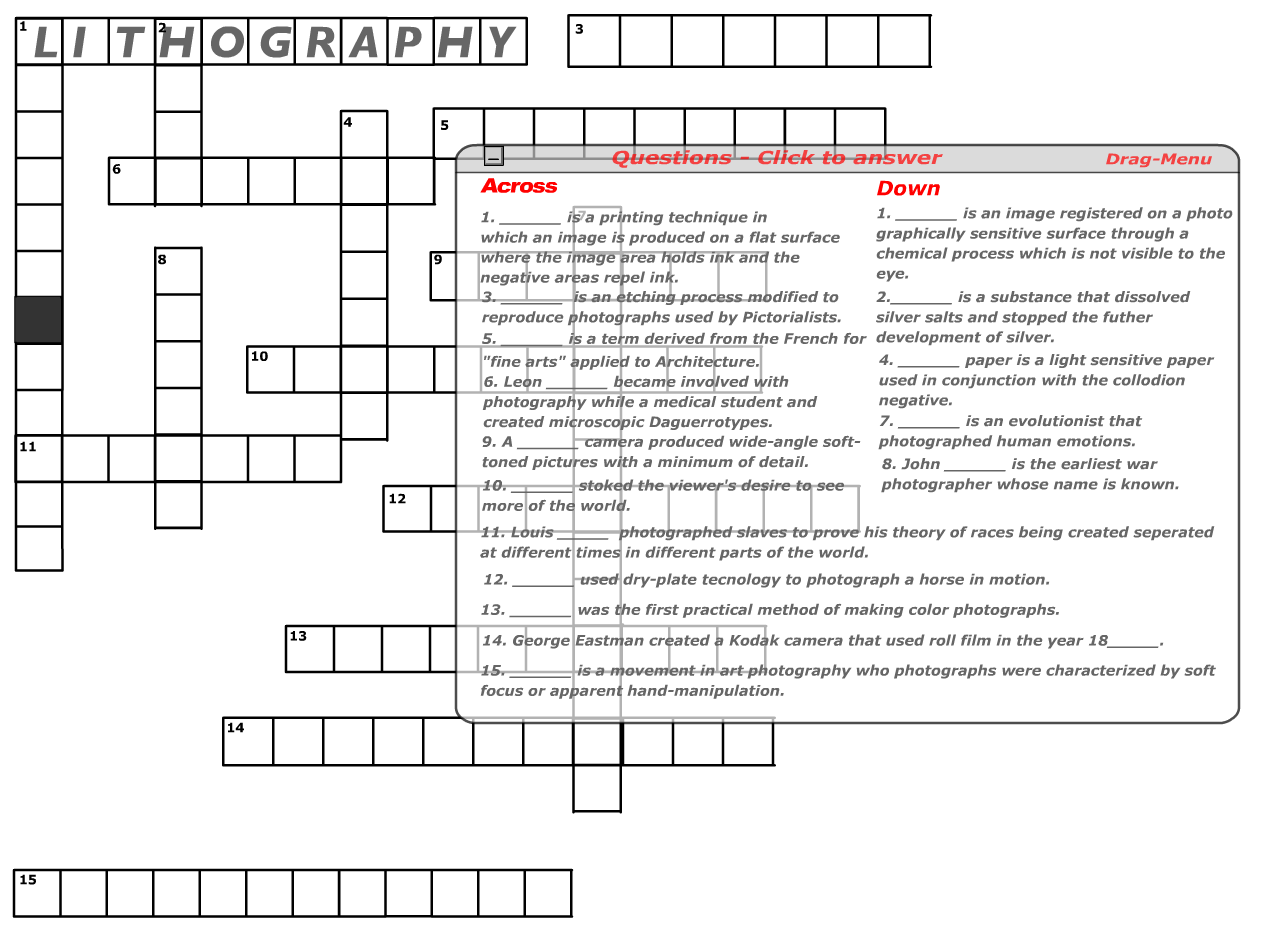 1 L I T 2 H O G R A P H Y 3
4
5
6
_ Questions - Click to answer Drag-Menu
Across
1. _______ is a printing technique in
which an image is produced on a flat surface
where the image area holds ink and the
negative areas repel ink.
3. _______ is an etching process modified to
reproduce photographs used by Pictorialists.
5. _______ is a term derived from the French for
"fine arts" applied to Architecture.
6. Leon _______ became involved with
photography while a medical student and
created microscopic Daguerrotypes.
9. A _______ camera produced wide-angle soft-
toned pictures with a minimum of detail.
10. _______ stoked the viewer's desire to see
more of the world.
11. Louis ______ photographed slaves to prove his theory of races being created seperated
at different times in different parts of the world.
12. _______ used dry-plate tecnology to photograph a horse in motion.
13. _______ was the first practical method of making color photographs.
14. George Eastman created a Kodak camera that used roll film in the year 18______.
15. _______ is a movement in art photography who photographs were characterized by soft
focus or apparent hand-manipulation.
Down
1. _______ is an image registered on a photo
graphically sensitive surface through a
chemical process which is not visible to the
eye.
2._______ is a substance that dissolved
silver salts and stopped the futher
development of silver.
4. _______ paper is a light sensitive paper
used in conjunction with the collodion
negative.
7. _______ is an evolutionist that
photographed human emotions.
8. John _______ is the earliest war
photographer whose name is known.
7
8
9
10
11
12
13
14
15